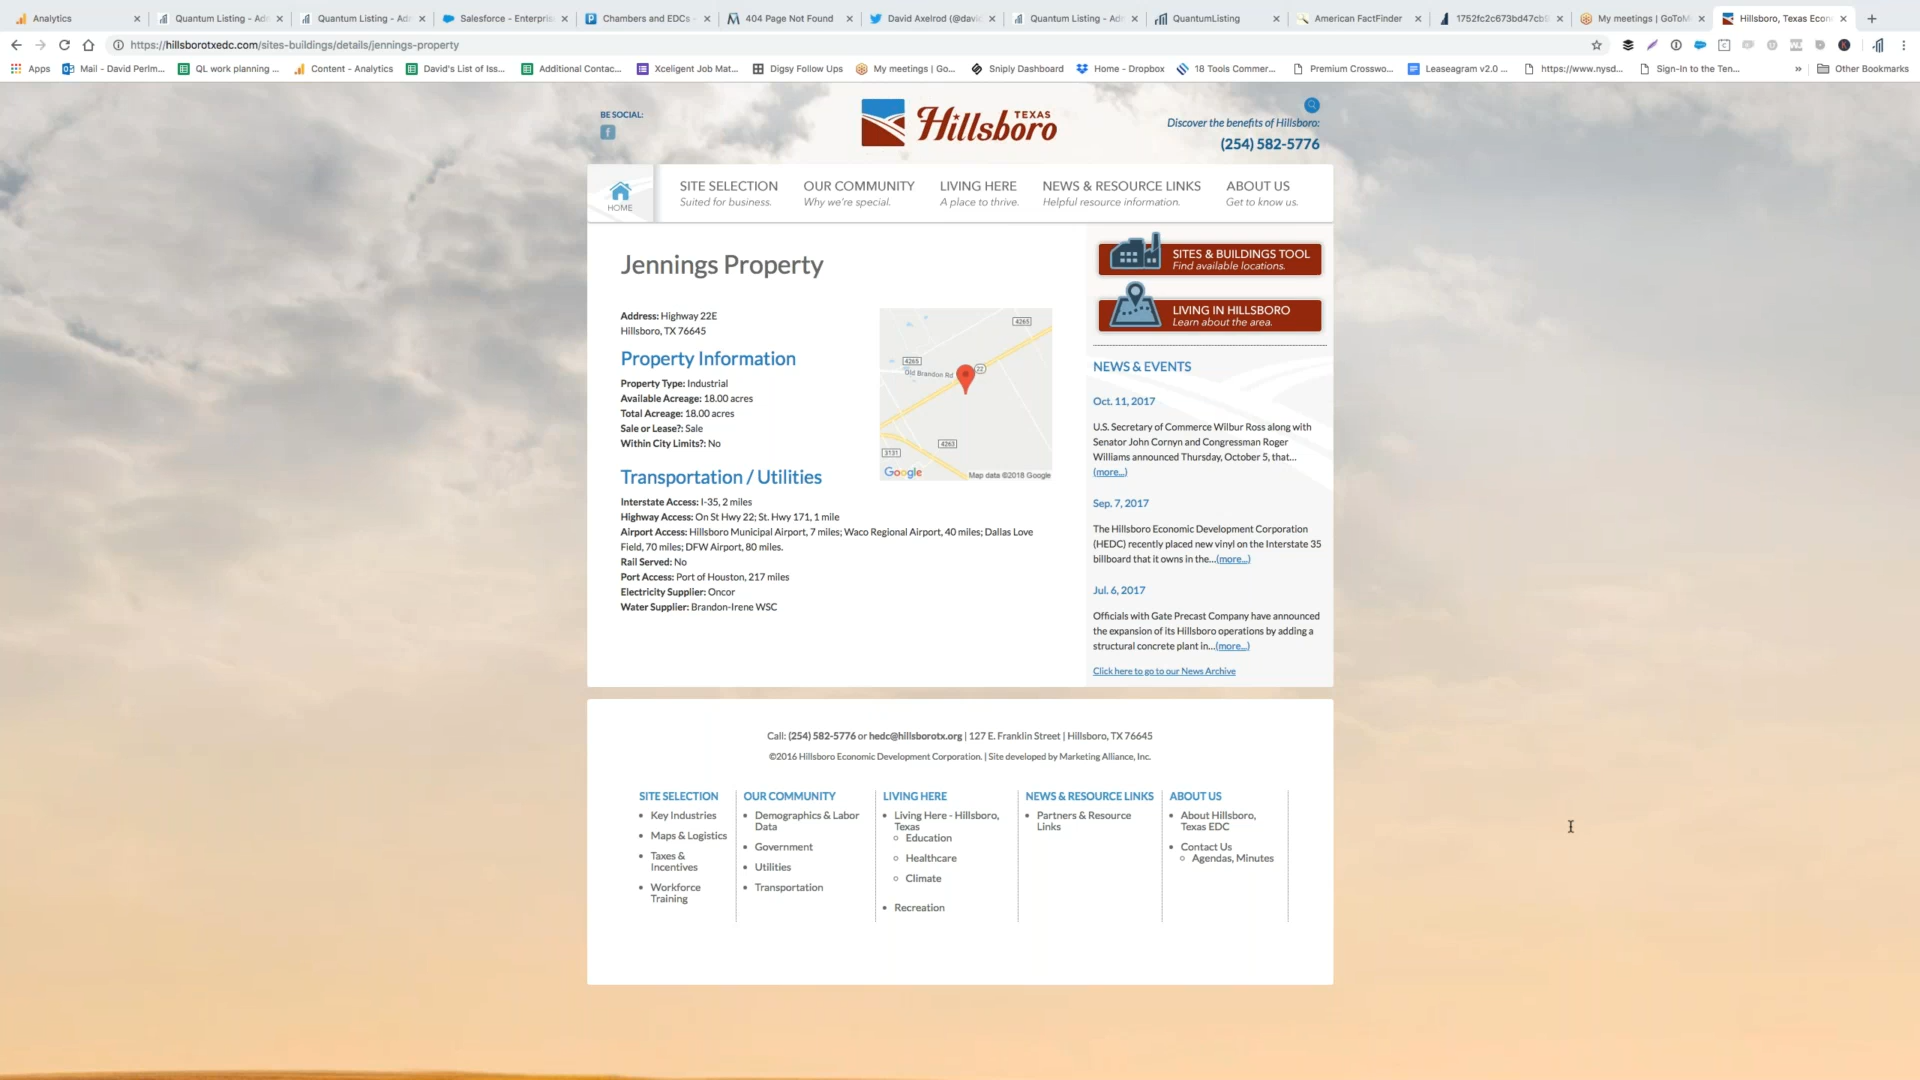 Analytics
Quantum Listing - Ad
Quantum Listing - Ad
Salesforce - Enterpris
Chambers and EDCs -
404 Page Not Found
David Axelrod (@david
Quantum Listing - Ad
QuantumListing
American FactFinder
1752fc2c673bd47cb
My meetings | GoToM
Hillsboro, Texas Econ
https://hillsborotxedc.com/sites-buildings/details/jennings-property
Apps
Mail - David Perlm...
QL work planning ...
Content - Analytics
David's List of Iss...
Additional Contac...
Xceligent Job Mat...
Digsy Follow Ups
My meetings | Go...
Sniply Dashboard
Home - Dropbox
18 Tools Commer...
Premium Crosswo...
Leaseagram v2.0 ...
https://www.nysd...
Sign-In to the Ten...
»
Other Bookmarks
BE SOCIAL:
TEXAS
Hillsboro
Discover the benefits of Hillsboro:
(254) 582-5776
HOME
SITE SELECTION
Suited for business.
OUR COMMUNITY
Why we're special.
LIVING HERE
A place to thrive.
NEWS & RESOURCE LINKS
Helpful resource information.
ABOUT US
Get to know us.
Jennings Property
Address: Highway 22E
Hillsboro, TX 76645
Property Information
Property Type: Industrial
Available Acreage: 18.00 acres
Total Acreage: 18.00 acres
Sale or Lease?: Sale
Within City Limits?: No
4265
4265
Old Brandon Rd
22
4263
3131
Google
Map data ©2018 Google
Transportation / Utilities
Interstate Access: I-35, 2 miles
Highway Access: On St Hwy 22; St. Hwy 171, 1 mile
Airport Access: Hillsboro Municipal Airport, 7 miles; Waco Regional Airport, 40 miles; Dallas Love
Field, 70 miles; DFW Airport, 80 miles.
Rail Served: No
Port Access: Port of Houston, 217 miles
Electricity Supplier: Oncor
Water Supplier: Brandon-Irene WSC
SITES & BUILDINGS TOOL
Find available locations.
LIVING IN HILLSBORO
Learn about the area.
NEWS & EVENTS
Oct. 11, 2017
U.S. Secretary of Commerce Wilbur Ross along with
Senator John Cornyn and Congressman Roger
Williams announced Thursday, October 5, that...
(more...)
Sep. 7, 2017
The Hillsboro Economic Development Corporation
(HEDC) recently placed new vinyl on the Interstate 35
billboard that it owns in the...(more...)
Jul. 6, 2017
Officials with Gate Precast Company have announced
the expansion of its Hillsboro operations by adding a
structural concrete plant in...(more...)
Click here to go to our News Archive
Call: (254) 582-5776 or hedc@hillsborotx.org | 127 E. Franklin Street | Hillsboro, TX 76645
©2016 Hillsboro Economic Development Corporation. | Site developed by Marketing Alliance, Inc.
SITE SELECTION
Key Industries
Maps & Logistics
Taxes &
Incentives
Workforce
Training
OUR COMMUNITY
Demographics & Labor
Data
Government
Utilities
Transportation
LIVING HERE
Living Here - Hillsboro,
Texas
Education
Healthcare
Climate
Recreation
NEWS & RESOURCE LINKS
Partners & Resource
Links
ABOUT US
About Hillsboro,
Texas EDC
Contact Us
Agendas, Minutes